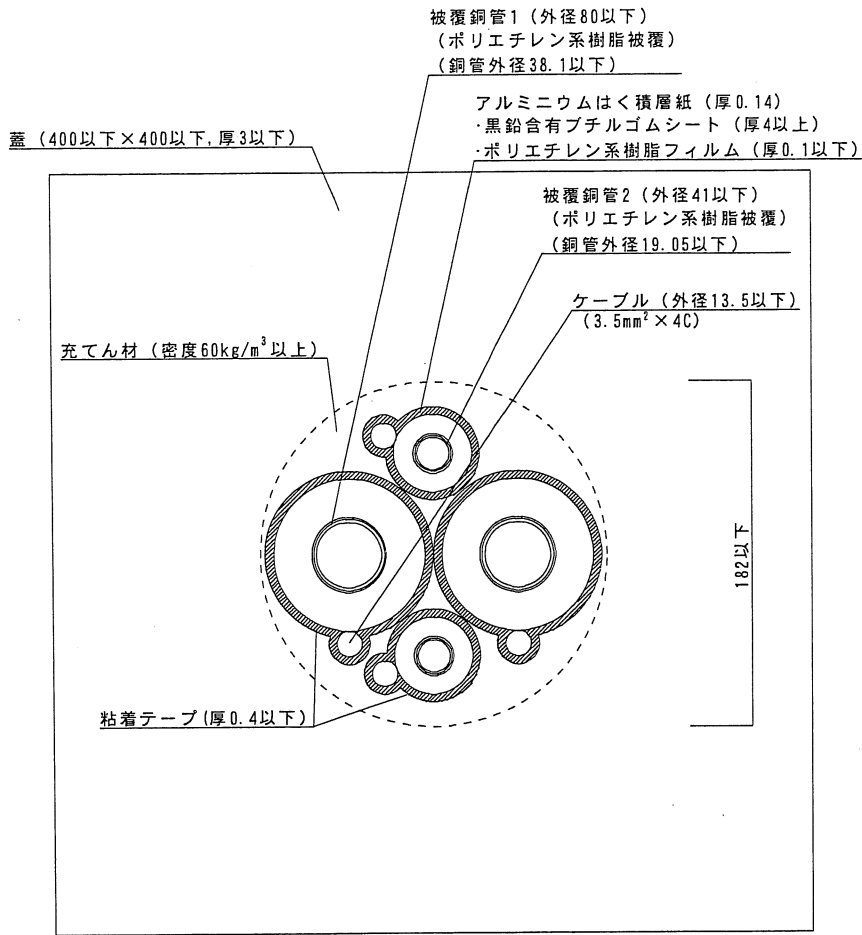 被覆銅管1 (外径80以下)
(ポリエチレン系樹脂被覆)
(銅管外径38.1以下)
アルミニウムはく積層紙 (厚0.14)
・黒鉛含有ブチルゴムシート (厚4以上)
・ポリエチレン系樹脂フィルム (厚0.1以下)
蓋 (400以下×400以下,厚3以下)
被覆銅管2 (外径41以下)
(ポリエチレン系樹脂被覆)
(銅管外径19.05以下)
ケーブル (外径13.5以下)
(3.5mm²×4C)
充てん材 (密度60kg/m³以上)
182以下
粘着テープ(厚0.4以下)